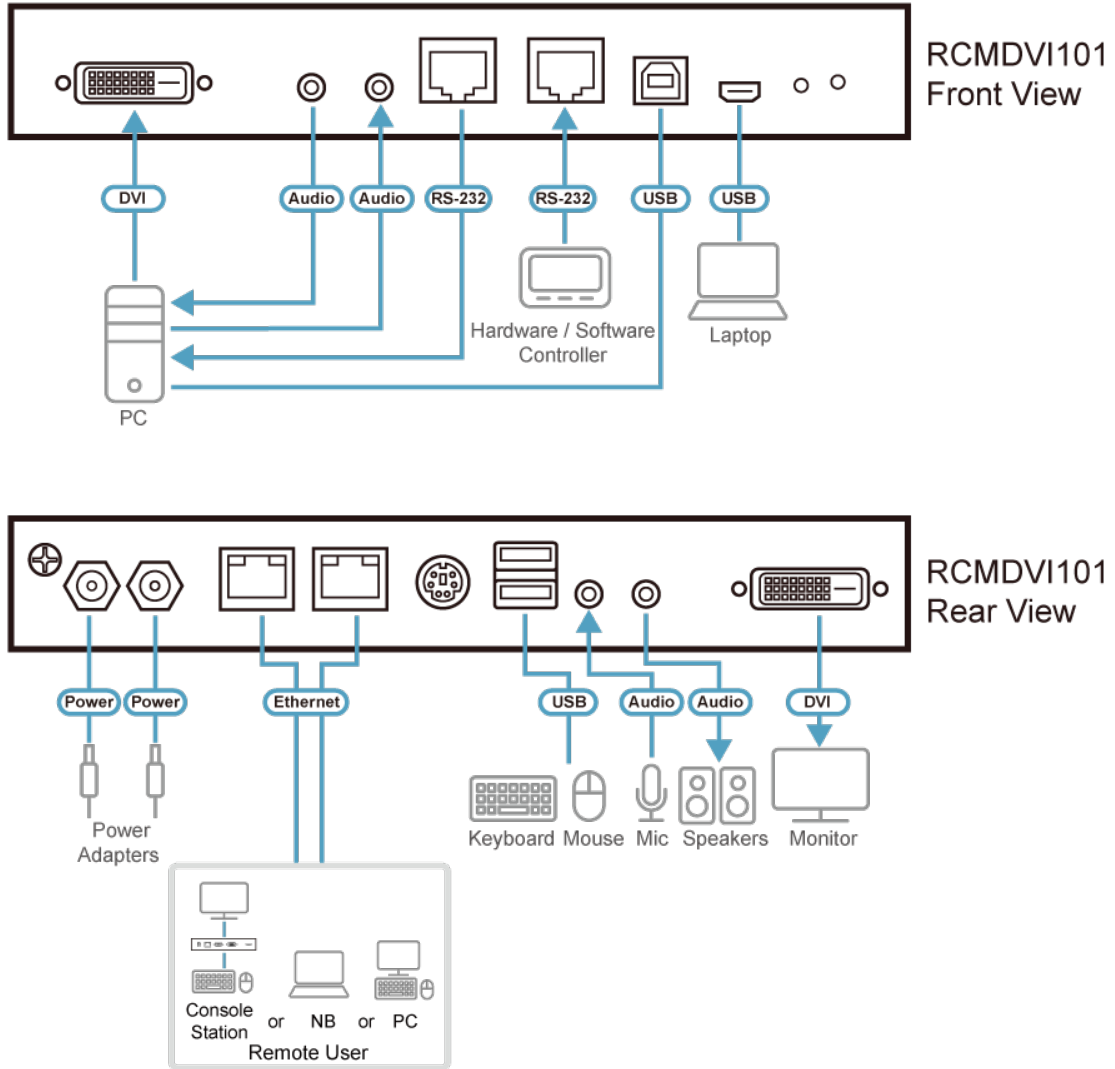 RCMDVI101
Front View
DVI
Audio
Audio
RS-232
RS-232
USB
USB
Hardware / Software
Controller
Laptop
PC
RCMDVI101
Rear View
Power
Power
Ethernet
USB
Audio
Audio
DVI
Power
Adapters
Keyboard
Mouse
Mic
Speakers
Monitor
Console
Station
or
NB
or
PC
Remote User